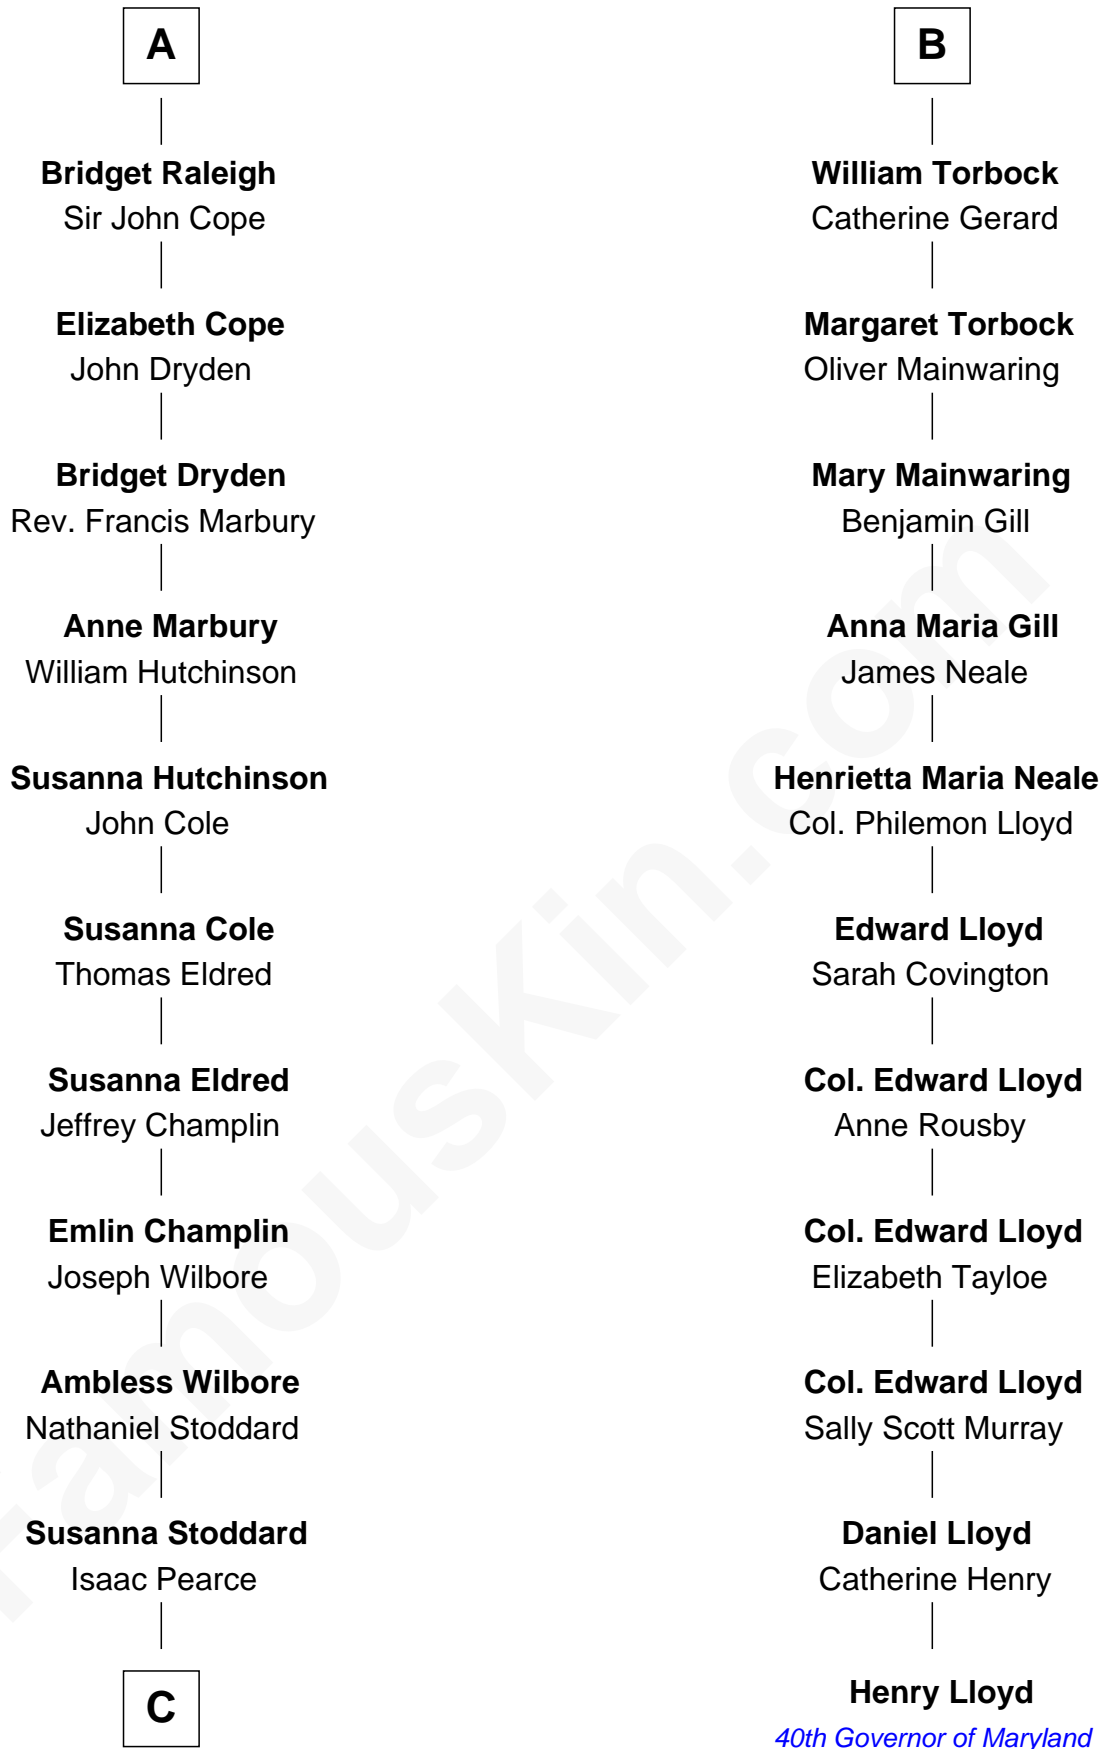 A
Bridget Raleigh
Sir John Cope
Elizabeth Cope
John Dryden
Bridget Dryden
Rev. Francis Marbury
Anne Marbury
William Hutchinson
Susanna Hutchinson
John Cole
Susanna Cole
Thomas Eldred
Susanna Eldred
Jeffrey Champlin
Emlin Champlin
Joseph Wilbore
Ambless Wilbore
Nathaniel Stoddard
Susanna Stoddard
Isaac Pearce
C
B
William Torbock
Catherine Gerard
Margaret Torbock
Oliver Mainwaring
Mary Mainwaring
Benjamin Gill
Anna Maria Gill
James Neale
Henrietta Maria Neale
Col. Philemon Lloyd
Edward Lloyd
Sarah Covington
Col. Edward Lloyd
Anne Rousby
Col. Edward Lloyd
Elizabeth Tayloe
Col. Edward Lloyd
Sally Scott Murray
Daniel Lloyd
Catherine Henry
Henry Lloyd
40th Governor of Maryland
FamousKin.com